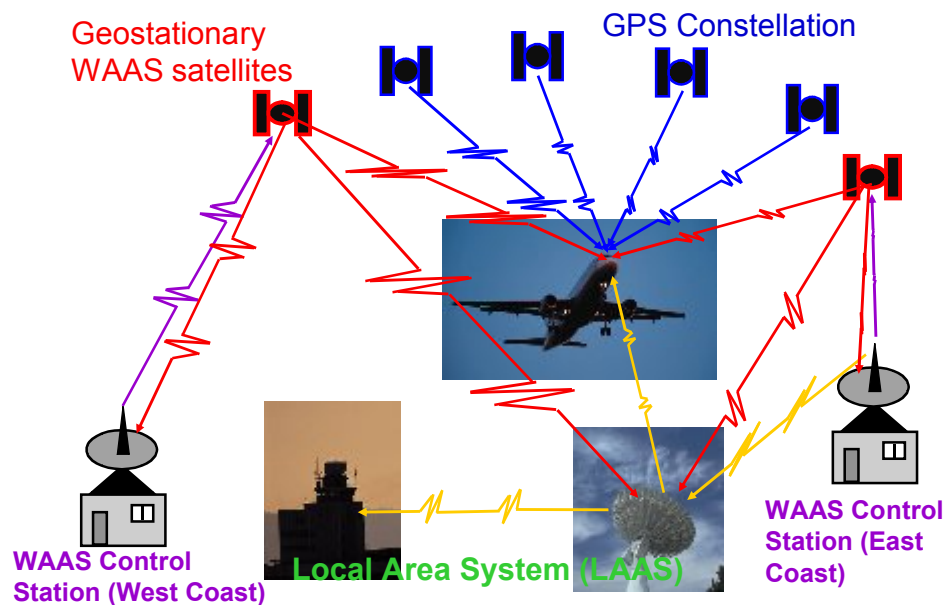 Geostationary
WAAS satellites
GPS Constellation
WAAS Control
Station (West Coast)
Local Area System (LAAS)
WAAS Control
Station (East
Coast)